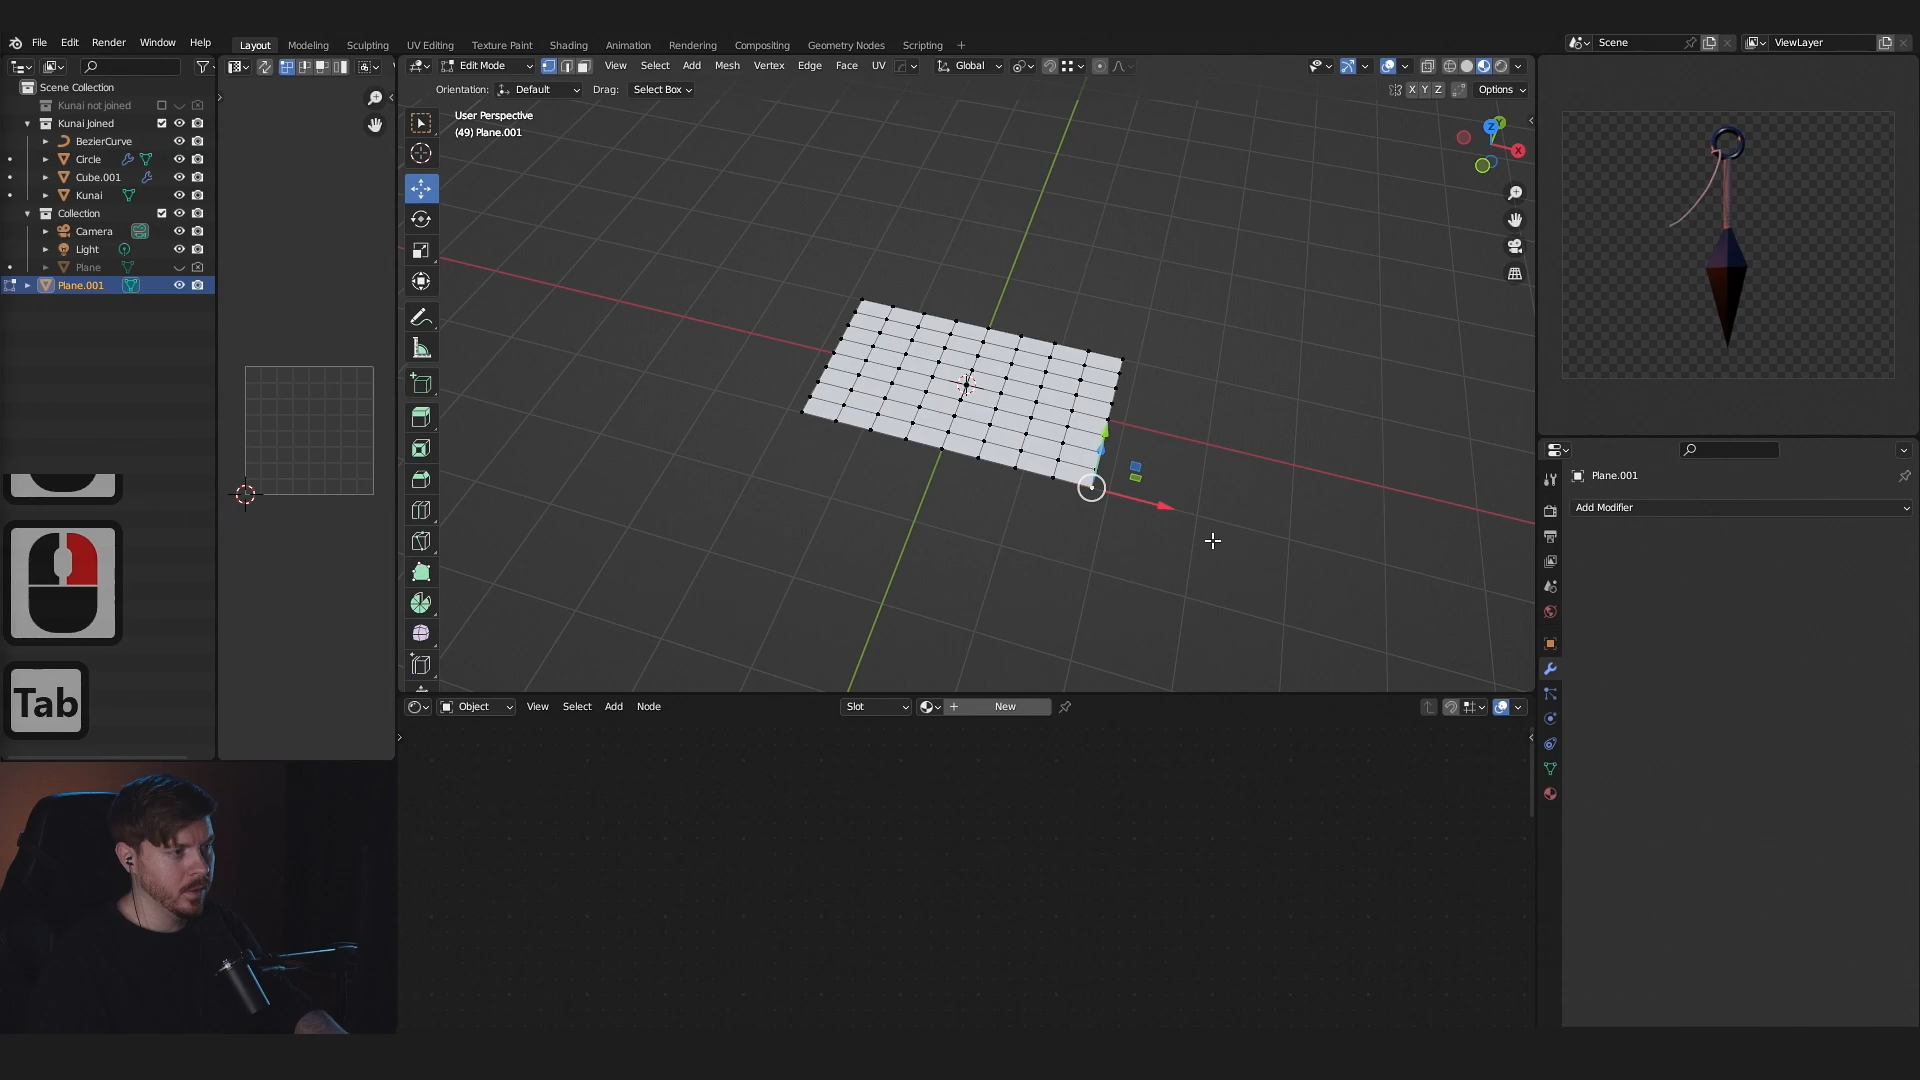 File Edit Render Window Help
Layout Modeling Sculpting UV Editing Texture Paint Shading Animation Rendering Compositing Geometry Nodes Scripting +
Scene
ViewLayer
Edit Mode View Select Add Mesh Vertex Edge Face UV Global
Orientation: Default Drag: Select Box
X Y Z Options
Scene Collection
Kunai not joined
Kunai Joined
BezierCurve
Circle
Cube.001
Kunai
Collection
Camera
Light
Plane
Plane.001
User Perspective
(49) Plane.001
Z Y
X
Plane.001
Add Modifier
Tab
Object View Select Add Node Slot + New